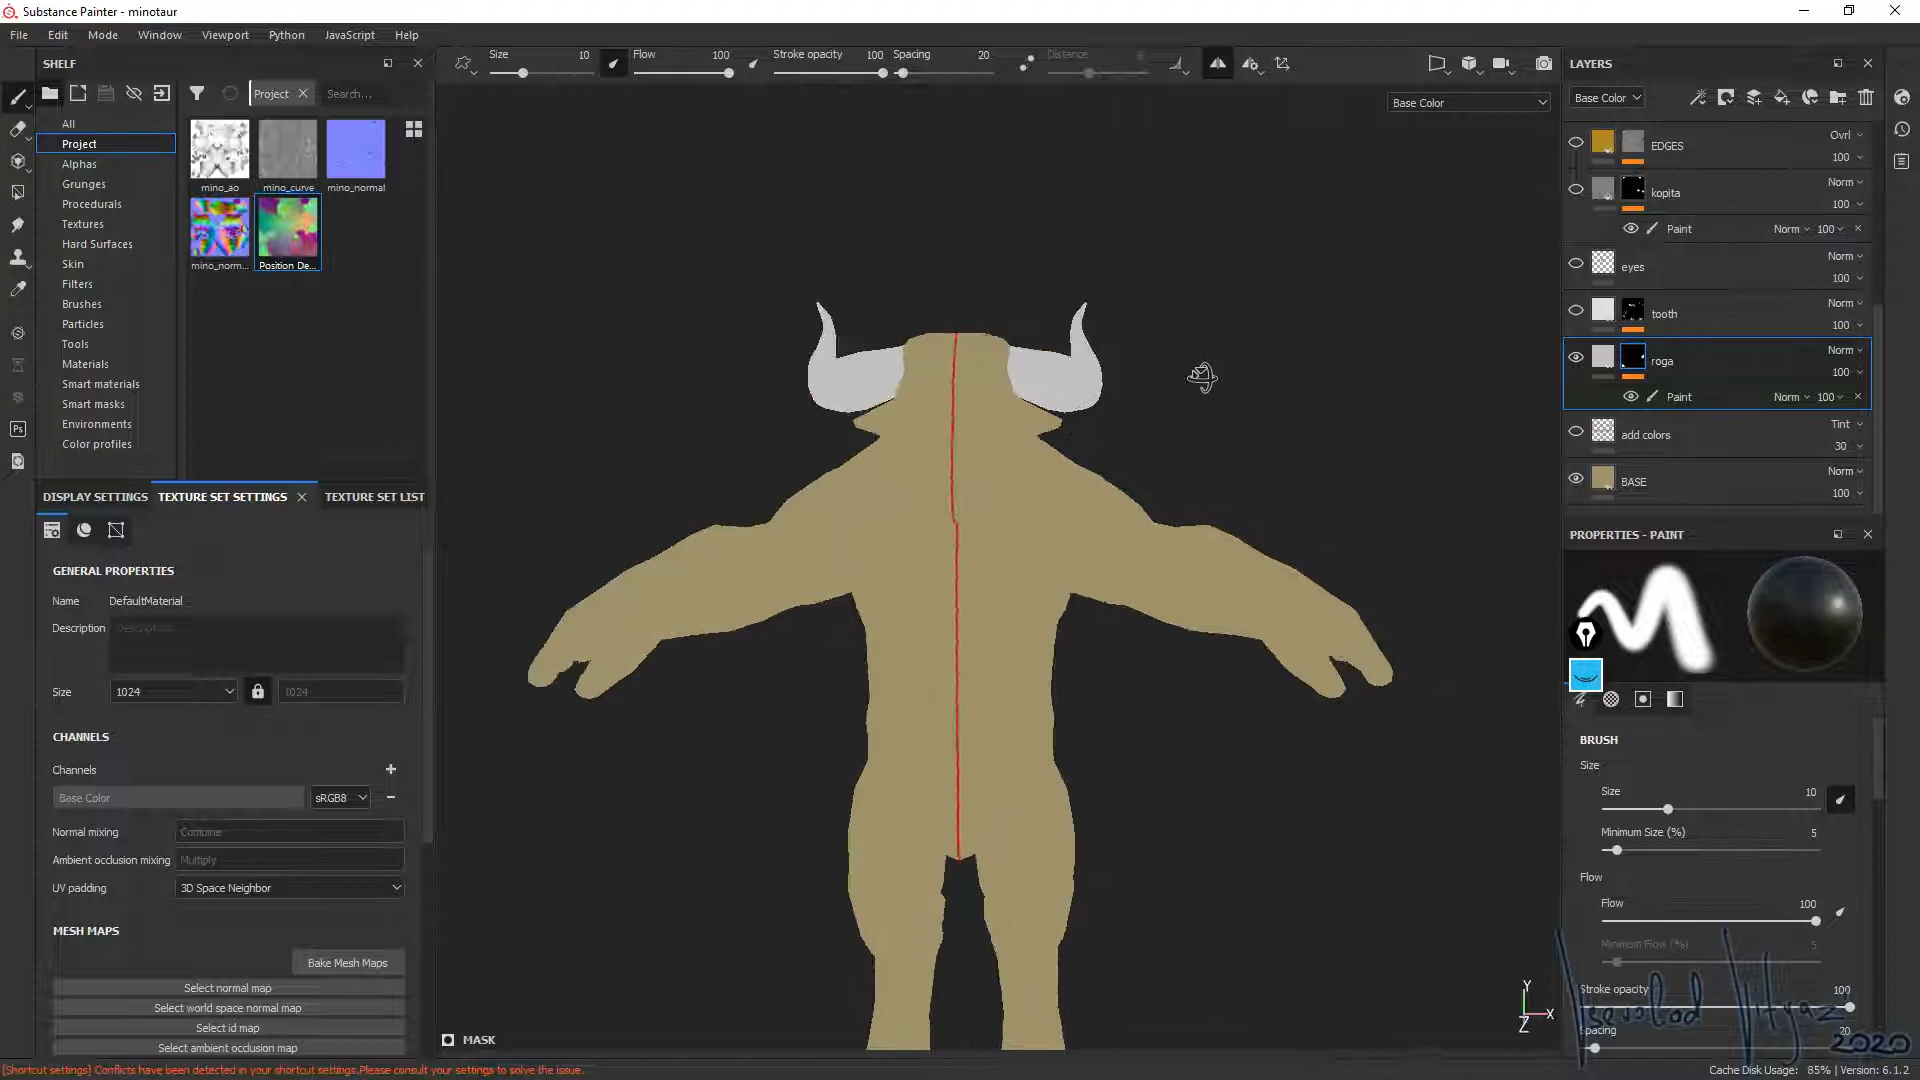 Substance Painter - minotaur
File Edit Mode Window Viewport Python JavaScript Help
SHELF
Project
Search...
All
Project
Alphas
Grunges
Procedurals
Textures
Hard Surfaces
Skin
Filters
Brushes
Particles
Tools
Materials
Smart materials
Smart masks
Environments
Color profiles
mino_ao mino_curve mino_normal
mino_norm... Position De...
Ps
Size 10 Flow 100 Stroke opacity 100 Spacing 20 Distance
Base Color
MASK
Y
X
Z
DISPLAY SETTINGS TEXTURE SET SETTINGS TEXTURE SET LIST
GENERAL PROPERTIES
Name DefaultMaterial
Description Description
Size 1024 1024
CHANNELS
Channels
Base Color sRGB8
Normal mixing Combine
Ambient occlusion mixing Multiply
UV padding 3D Space Neighbor
MESH MAPS
Bake Mesh Maps
Select normal map
Select world space normal map
Select id map
Select ambient occlusion map
LAYERS
Base Color
EDGES Ovrl 100
kopita Norm 100
Paint Norm 100
eyes Norm 100
tooth Norm 100
roga Norm 100
Paint Norm 100
add colors Tint 30
BASE Norm 100
PROPERTIES - PAINT
BRUSH
Size
Size 10
Minimum Size (%) 5
Flow
Flow 100
Minimum Flow (%) 5
Stroke opacity 100
Spacing 20
Vsevolod Vityaz
2020
[Shortcut settings] Conflicts have been detected in your shortcut settings.Please consult your settings to solve the issue.
Cache Disk Usage: 85% | Version: 6.1.2